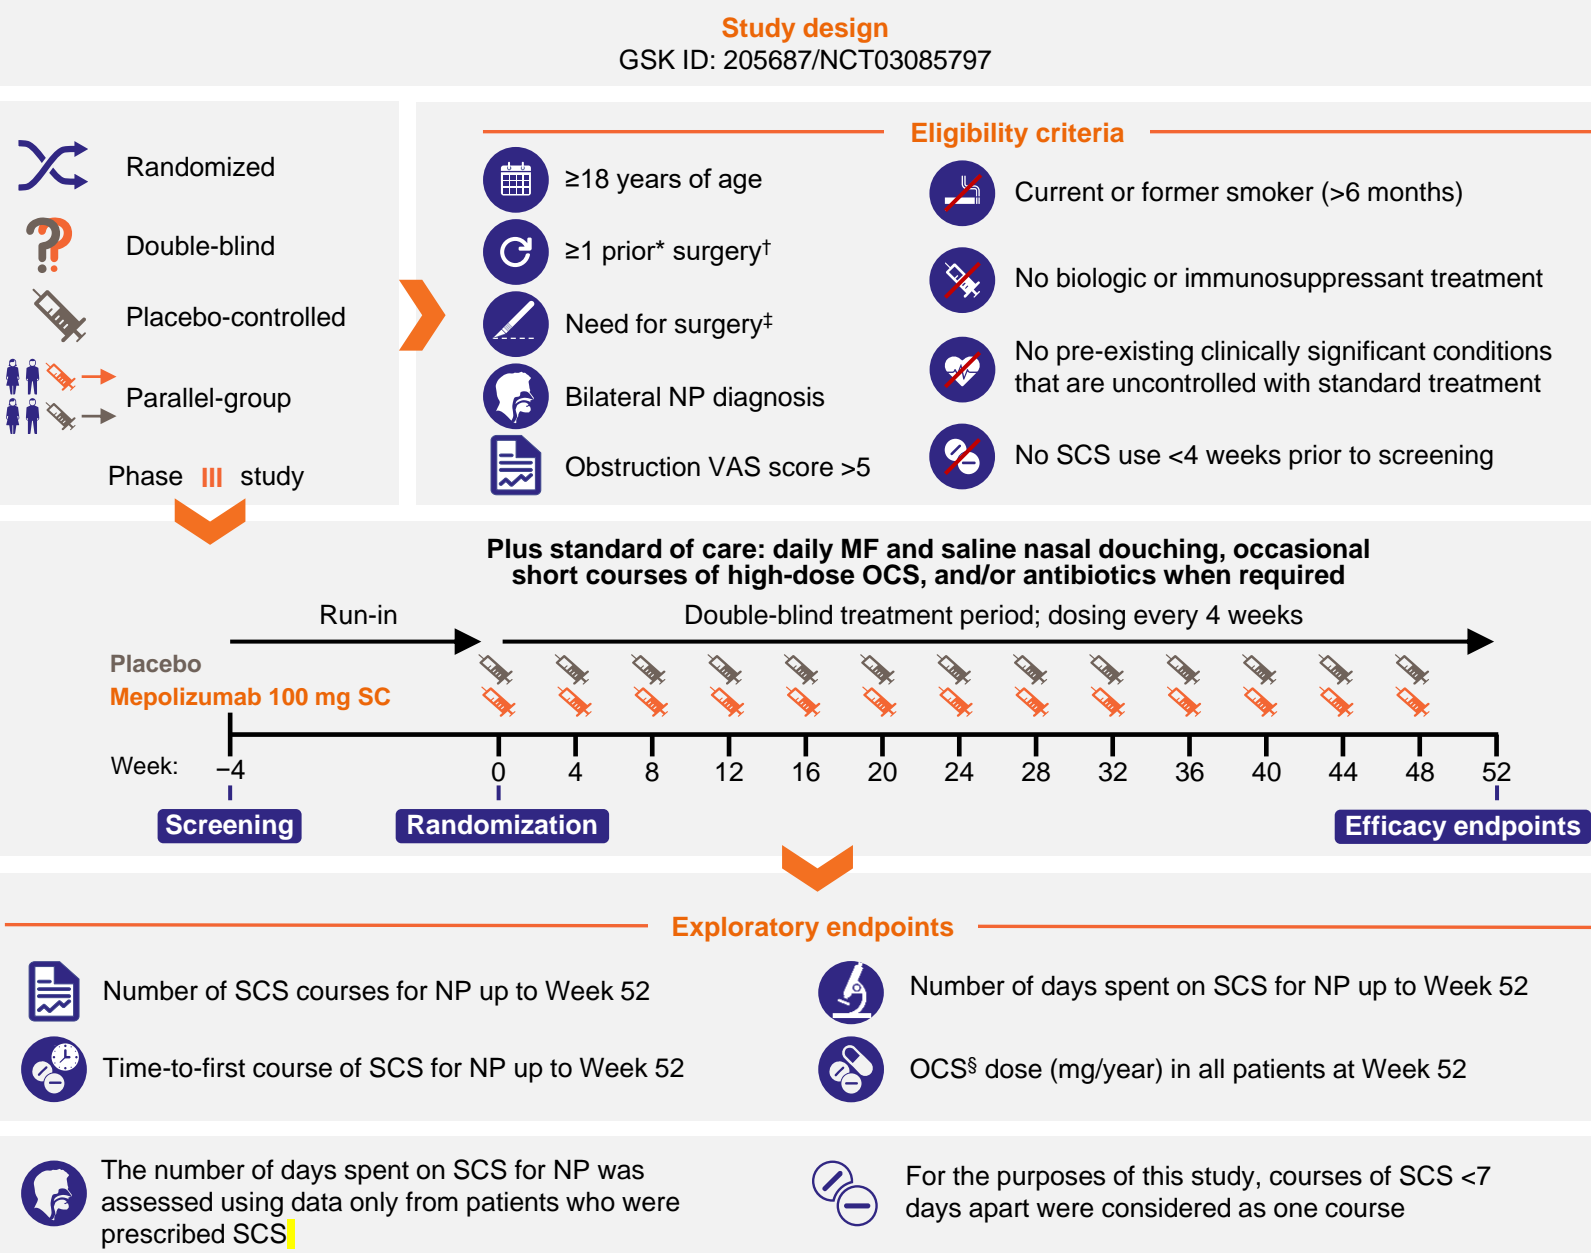 Study design
GSK ID: 205687/NCT03085797
Randomized
Double-blind
Placebo-controlled
Parallel-group
Phase III study
Eligibility criteria
≥18 years of age
≥1 prior* surgery†
Need for surgery‡
Bilateral NP diagnosis
Obstruction VAS score >5
Current or former smoker (>6 months)
No biologic or immunosuppressant treatment
No pre-existing clinically significant conditions
that are uncontrolled with standard treatment
No SCS use <4 weeks prior to screening
Plus standard of care: daily MF and saline nasal douching, occasional
short courses of high-dose OCS, and/or antibiotics when required
Run-in
Double-blind treatment period; dosing every 4 weeks
Placebo
Mepolizumab 100 mg SC
Week: −4 0 4 8 12 16 20 24 28 32 36 40 44 48 52
Screening
Randomization
Efficacy endpoints
Exploratory endpoints
Number of SCS courses for NP up to Week 52
Time-to-first course of SCS for NP up to Week 52
Number of days spent on SCS for NP up to Week 52
OCS§ dose (mg/year) in all patients at Week 52
The number of days spent on SCS for NP was
assessed using data only from patients who were
prescribed SCS
For the purposes of this study, courses of SCS <7
days apart were considered as one course